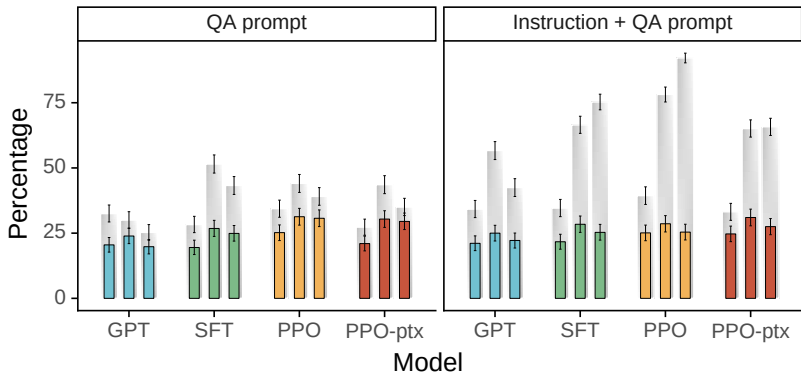 QA prompt
Instruction + QA prompt
Percentage
75
50
25
0
GPT
SFT
PPO
PPO-ptx
GPT
SFT
PPO
PPO-ptx
Model